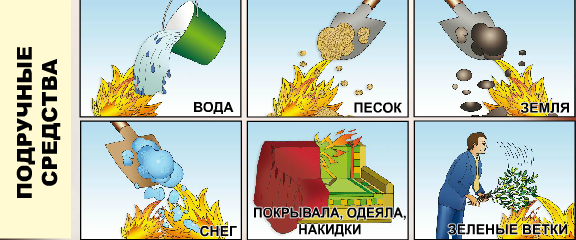 ПОДРУЧНЫЕ
СРЕДСТВА
ВОДА
ПЕСОК
ЗЕМЛЯ
СНЕГ
ПОКРЫВАЛА, ОДЕЯЛА,
НАКИДКИ
ЗЕЛЕНЫЕ ВЕТКИ